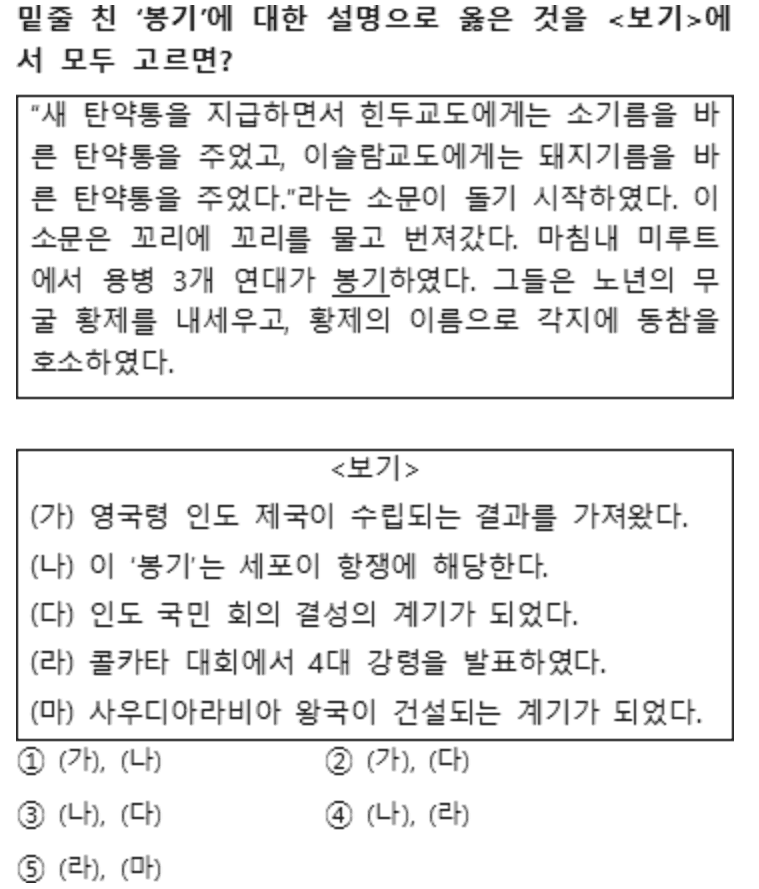 밑줄 친 '봉기'에 대한 설명으로 옳은 것을 <보기>에
서 모두 고르면?
"새 탄약통을 지급하면서 힌두교도에게는 소기름을 바
른 탄약통을 주었고, 이슬람교도에게는 돼지기름을 바
른 탄약통을 주었다."라는 소문이 돌기 시작하였다. 이
소문은 꼬리에 꼬리를 물고 번져갔다. 마침내 미루트
에서 용병 3개 연대가 봉기하였다. 그들은 노년의 무
굴 황제를 내세우고, 황제의 이름으로 각지에 동참을
호소하였다.
<보기>
(가) 영국령 인도 제국이 수립되는 결과를 가져왔다.
(나) 이 '봉기'는 세포이 항쟁에 해당한다.
(다) 인도 국민 회의 결성의 계기가 되었다.
(라) 콜카타 대회에서 4대 강령을 발표하였다.
(마) 사우디아라비아 왕국이 건설되는 계기가 되었다.
① (가), (나) ② (가), (다)
③ (나), (다) ④ (나), (라)
⑤ (라), (마)